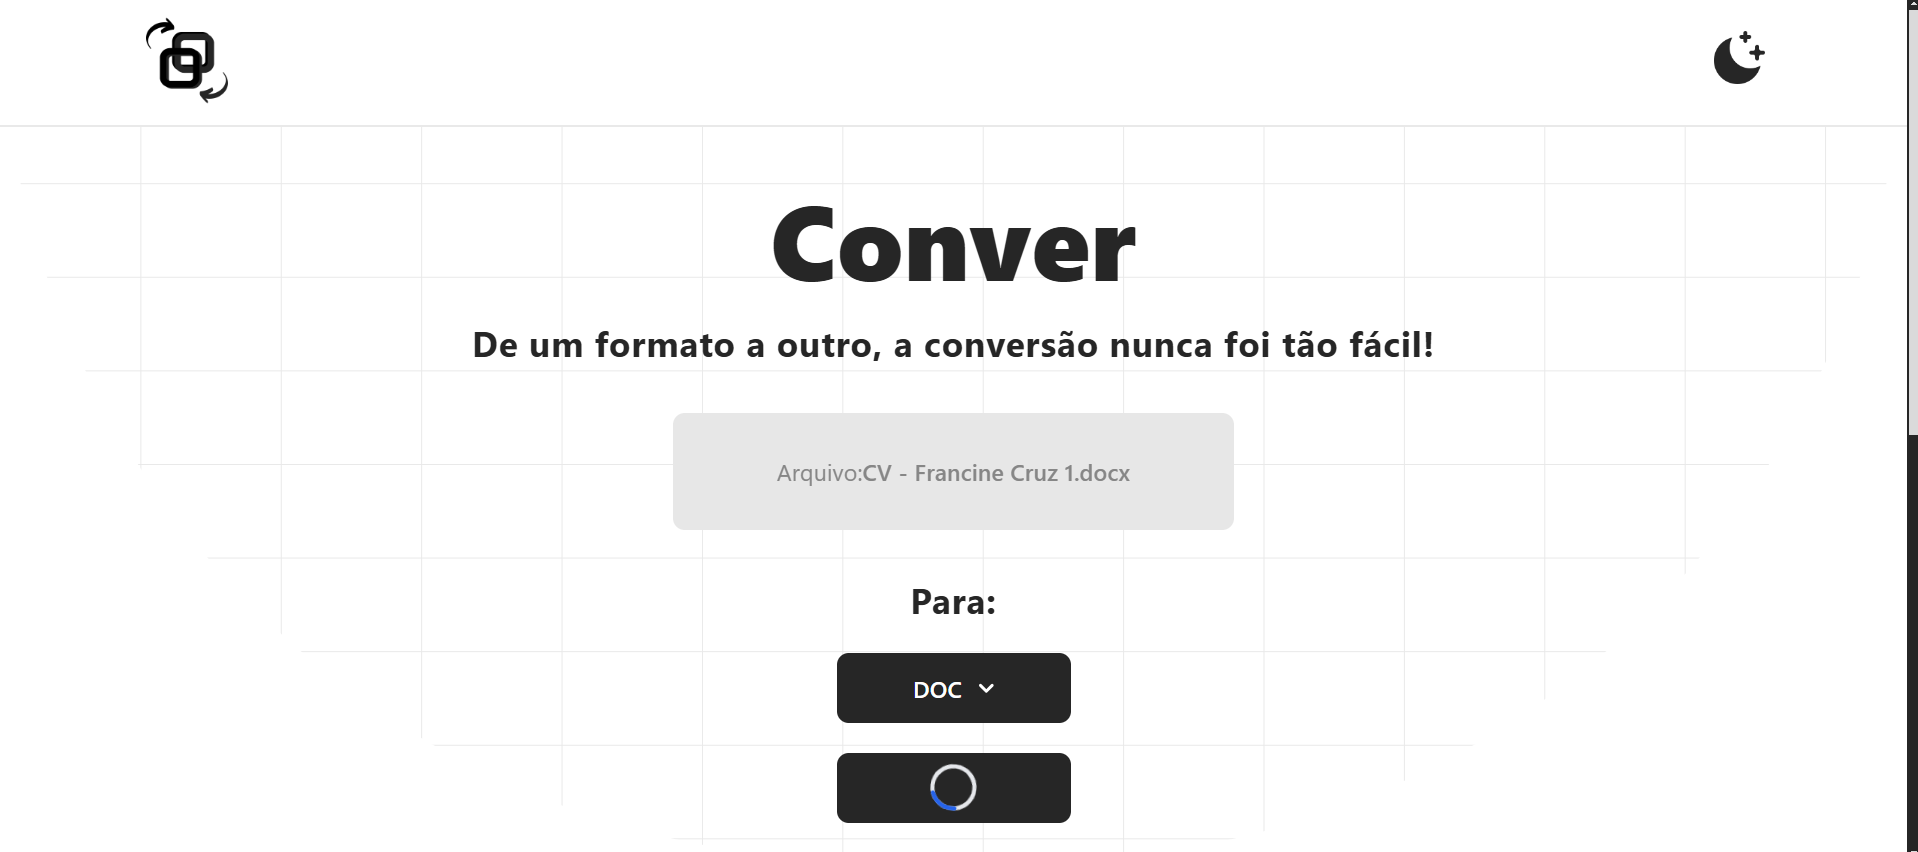 Conver
De um formato a outro, a conversão nunca foi tão fácil!
Arquivo:CV - Francine Cruz 1.docx
Para:
DOC